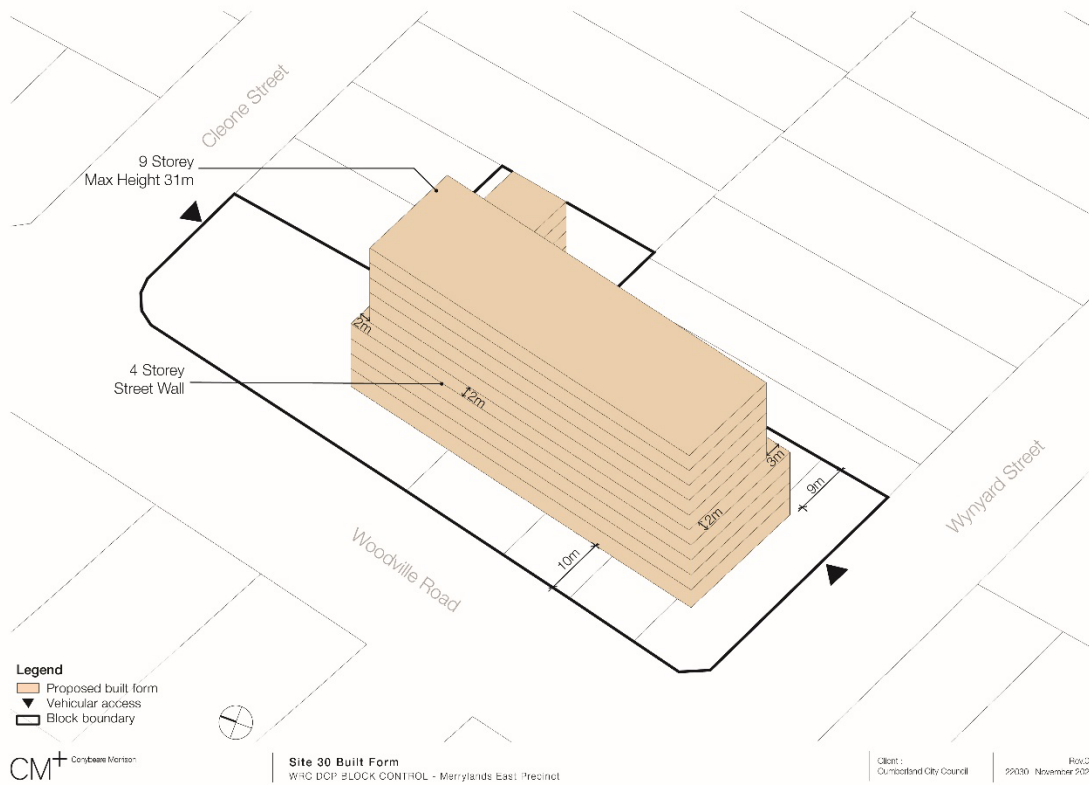 Cleone Street
9 Storey
Max Height 31m
2m
4 Storey
Street Wall
2m
3m
9m
2m
Wynyard Street
10m
Woodville Road
Legend
Proposed built form
Vehicular access
Block boundary
CM+ Conybeare Morrison
Site 30 Built Form
WRC DCP BLOCK CONTROL - Merrylands East Precinct
Client :
Cumberland City Council
Rev.C
22030 November 202